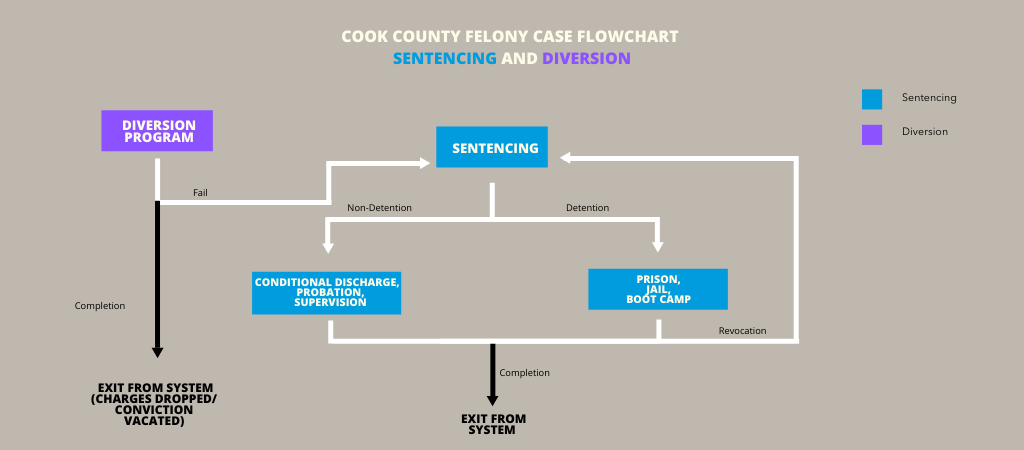 COOK COUNTY FELONY CASE FLOWCHART
SENTENCING AND DIVERSION
Sentencing
Diversion
DIVERSION
PROGRAM
SENTENCING
Fail
Non-Detention
Detention
CONDITIONAL DISCHARGE,
PROBATION,
SUPERVISION
PRISON,
JAIL,
BOOT CAMP
Completion
Revocation
Completion
EXIT FROM SYSTEM
(CHARGES DROPPED/
CONVICTION
VACATED)
EXIT FROM
SYSTEM